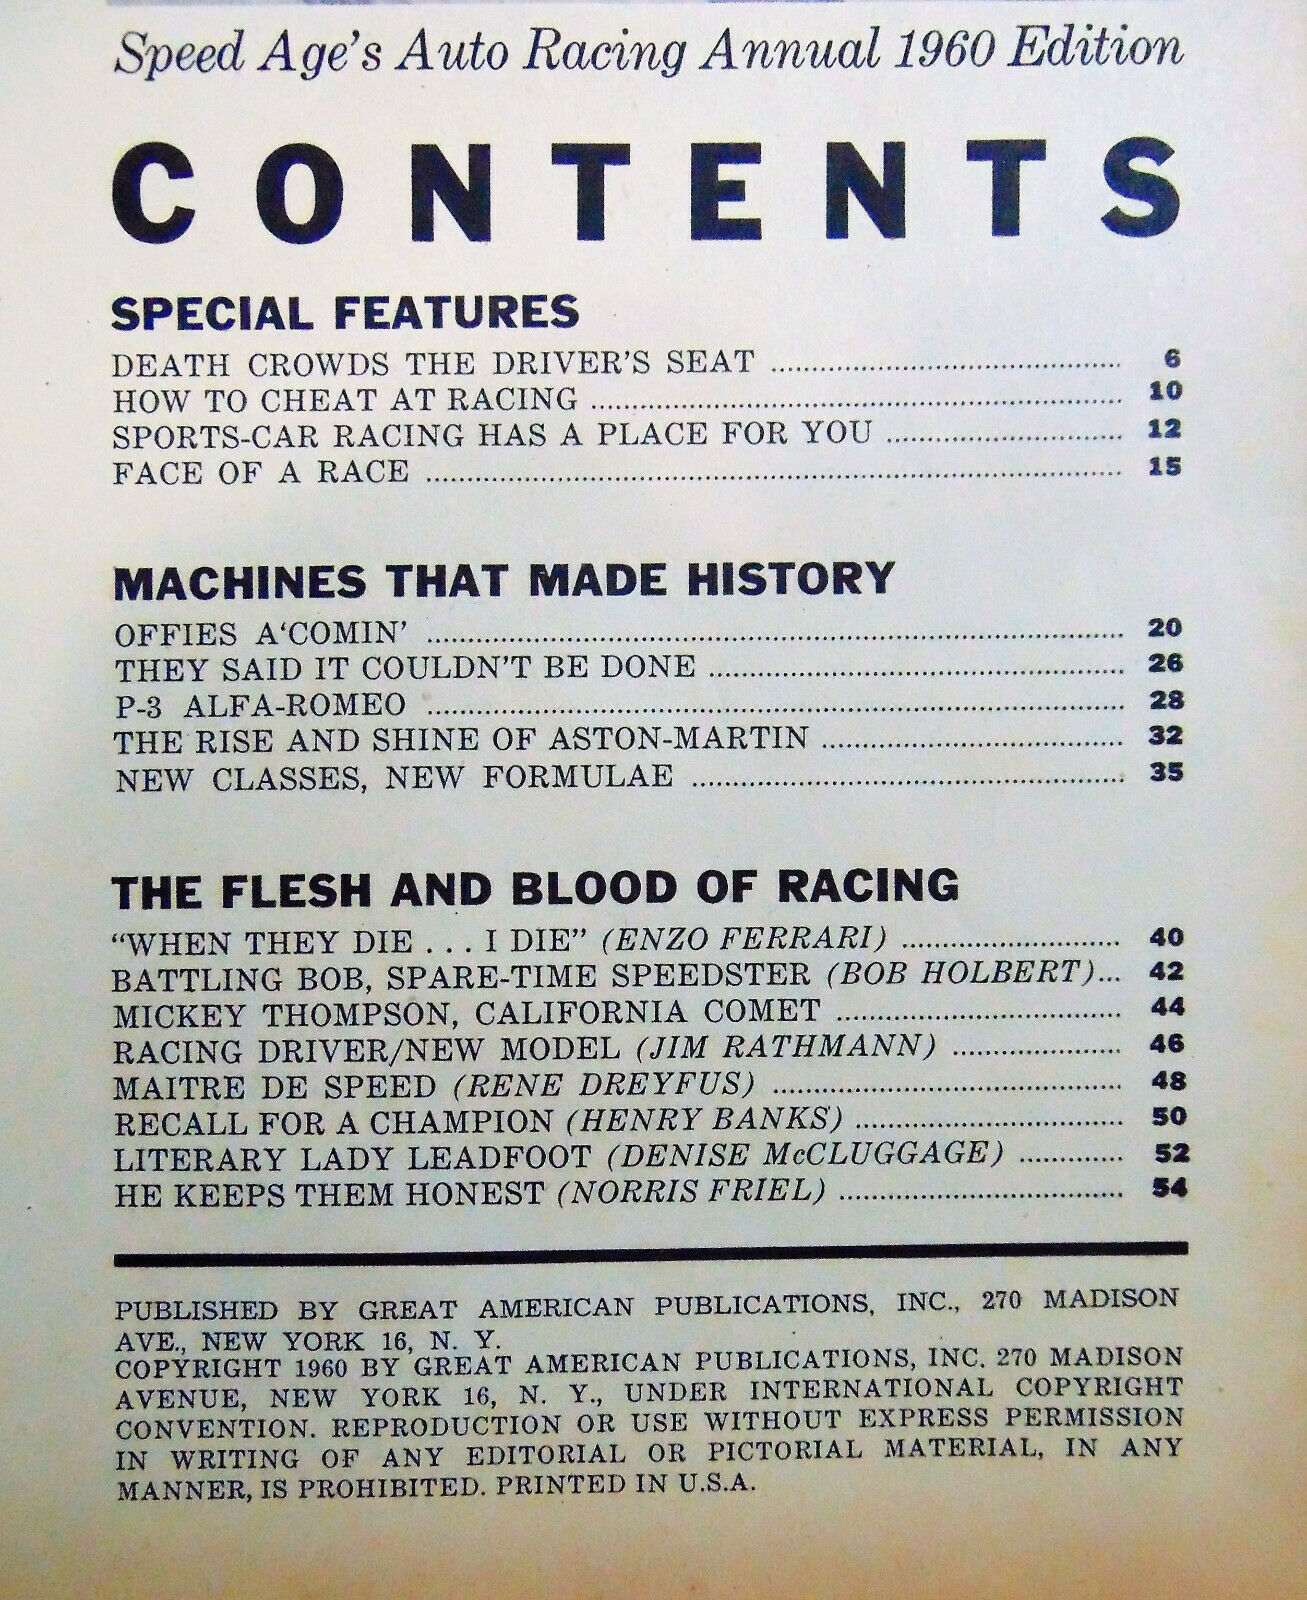 Speed Age's Auto Racing Annual 1960 Edition
CONTENTS
SPECIAL FEATURES
DEATH CROWDS THE DRIVER'S SEAT ........ 6
HOW TO CHEAT AT RACING ........ 10
SPORTS-CAR RACING HAS A PLACE FOR YOU ........ 12
FACE OF A RACE ........ 15
MACHINES THAT MADE HISTORY
OFFIES A'COMIN' ........ 20
THEY SAID IT COULDN'T BE DONE ........ 26
P-3 ALFA-ROMEO ........ 28
THE RISE AND SHINE OF ASTON-MARTIN ........ 32
NEW CLASSES, NEW FORMULAE ........ 35
THE FLESH AND BLOOD OF RACING
"WHEN THEY DIE . . . I DIE" (ENZO FERRARI) ........ 40
BATTLING BOB, SPARE-TIME SPEEDSTER (BOB HOLBERT)... 42
MICKEY THOMPSON, CALIFORNIA COMET ........ 44
RACING DRIVER/NEW MODEL (JIM RATHMANN) ........ 46
MAITRE DE SPEED (RENE DREYFUS) ........ 48
RECALL FOR A CHAMPION (HENRY BANKS) ........ 50
LITERARY LADY LEADFOOT (DENISE McCLUGGAGE) ........ 52
HE KEEPS THEM HONEST (NORRIS FRIEL) ........ 54
PUBLISHED BY GREAT AMERICAN PUBLICATIONS, INC., 270 MADISON
AVE., NEW YORK 16, N. Y.
COPYRIGHT 1960 BY GREAT AMERICAN PUBLICATIONS, INC. 270 MADISON
AVENUE, NEW YORK 16, N. Y., UNDER INTERNATIONAL COPYRIGHT
CONVENTION. REPRODUCTION OR USE WITHOUT EXPRESS PERMISSION
IN WRITING OF ANY EDITORIAL OR PICTORIAL MATERIAL, IN ANY
MANNER, IS PROHIBITED. PRINTED IN U.S.A.